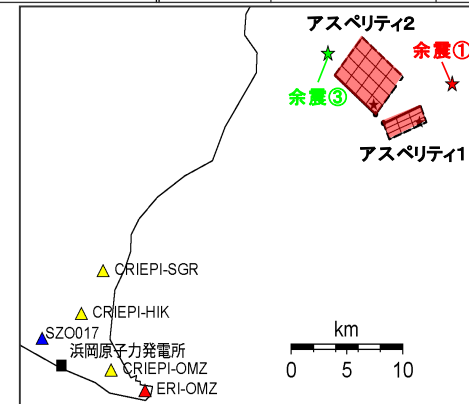 アスペリティ2
余震①
余震③
アスペリティ1
CRIEPI-SGR
CRIEPI-HIK
SZO017
浜岡原子力発電所
CRIEPI-OMZ
ERI-OMZ
km
0 5 10